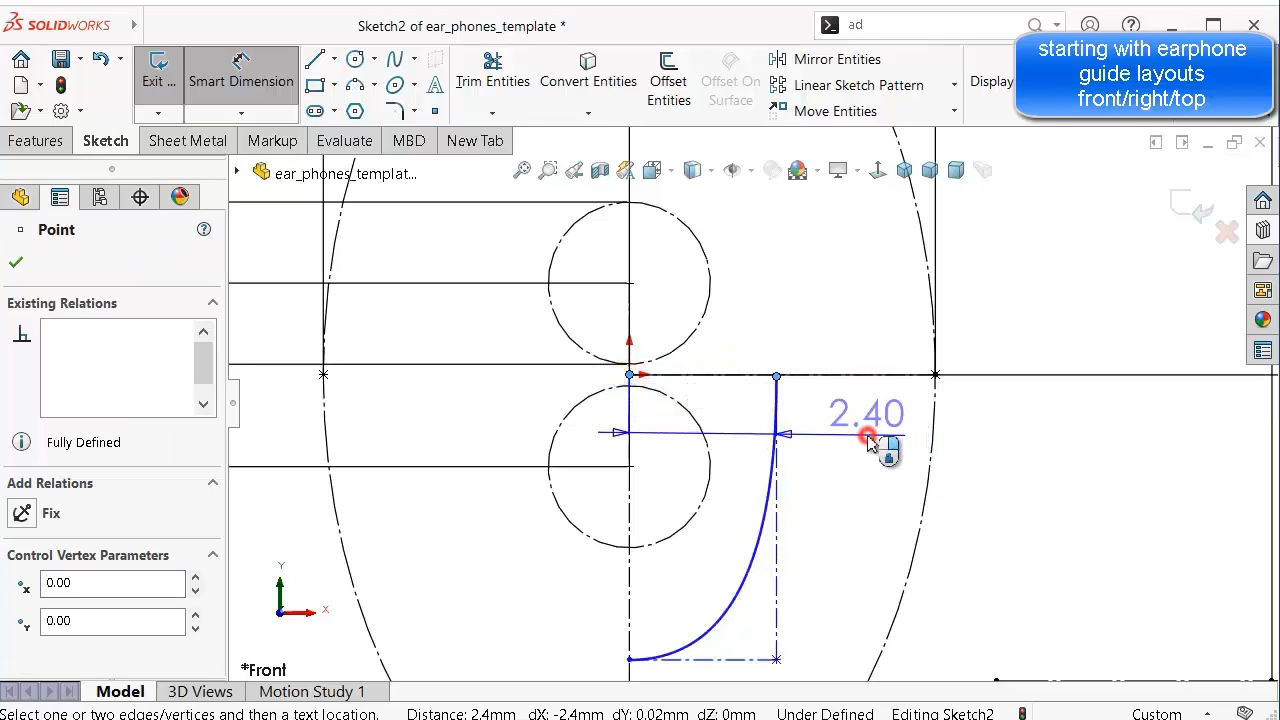 SOLIDWORKS
Sketch2 of ear_phones_template *
ad
starting with earphone
guide layouts
front/right/top
Exit ...
Smart Dimension
Trim Entities
Convert Entities
Offset
Entities
Offset On
Surface
Mirror Entities
Linear Sketch Pattern
Move Entities
Display
Features
Sketch
Sheet Metal
Markup
Evaluate
MBD
New Tab
ear_phones_templat...
Point
Existing Relations
Fully Defined
Add Relations
Fix
Control Vertex Parameters
X
0.00
Y
0.00
2.40
Y
X
*Front
Model
3D Views
Motion Study 1
Select one or two edges/vertices and then a text location.
Distance: 2.4mm
dY: 0.02mm
dZ: 0mm
Under Defined
Editing Sketch2
Custom